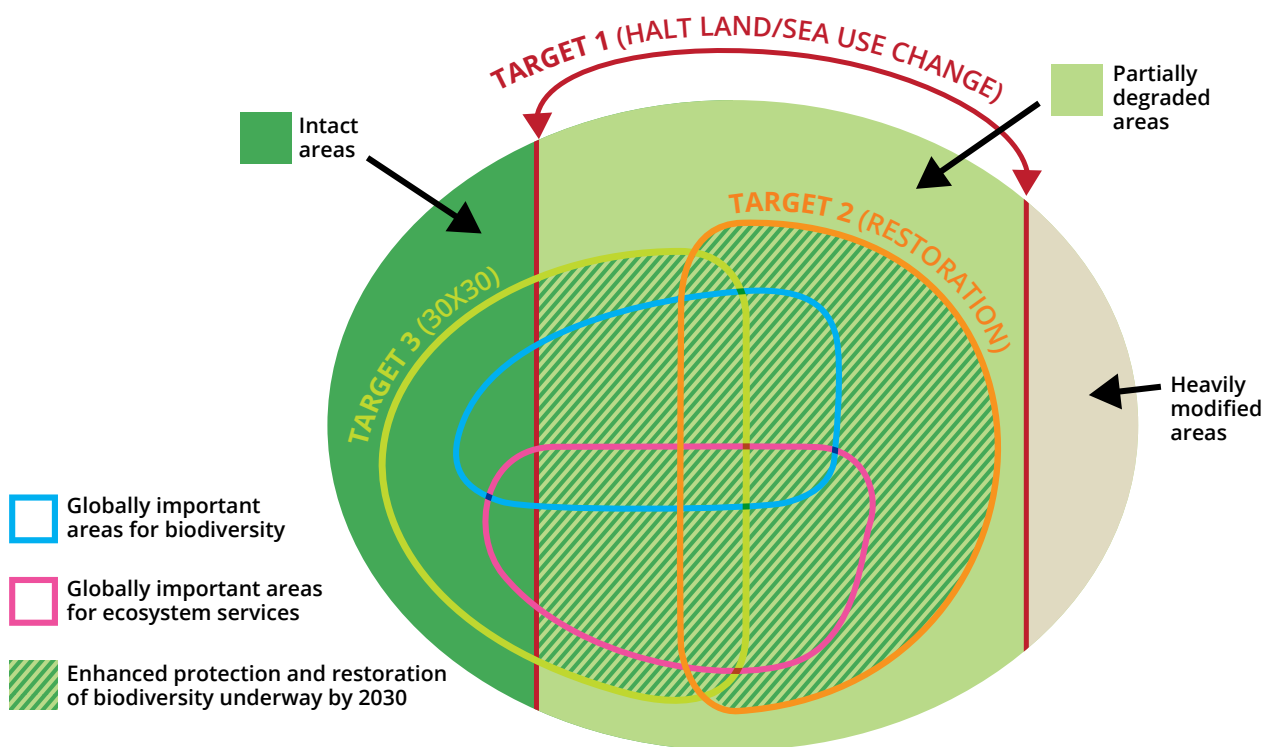 TARGET 1 (HALT LAND/SEA USE CHANGE)
Intact
areas
Partially
degraded
areas
TARGET 2 (RESTORATION)
TARGET 3 (30X30)
Heavily
modified
areas
Globally important
areas for biodiversity
Globally important areas
for ecosystem services
Enhanced protection and restoration
of biodiversity underway by 2030